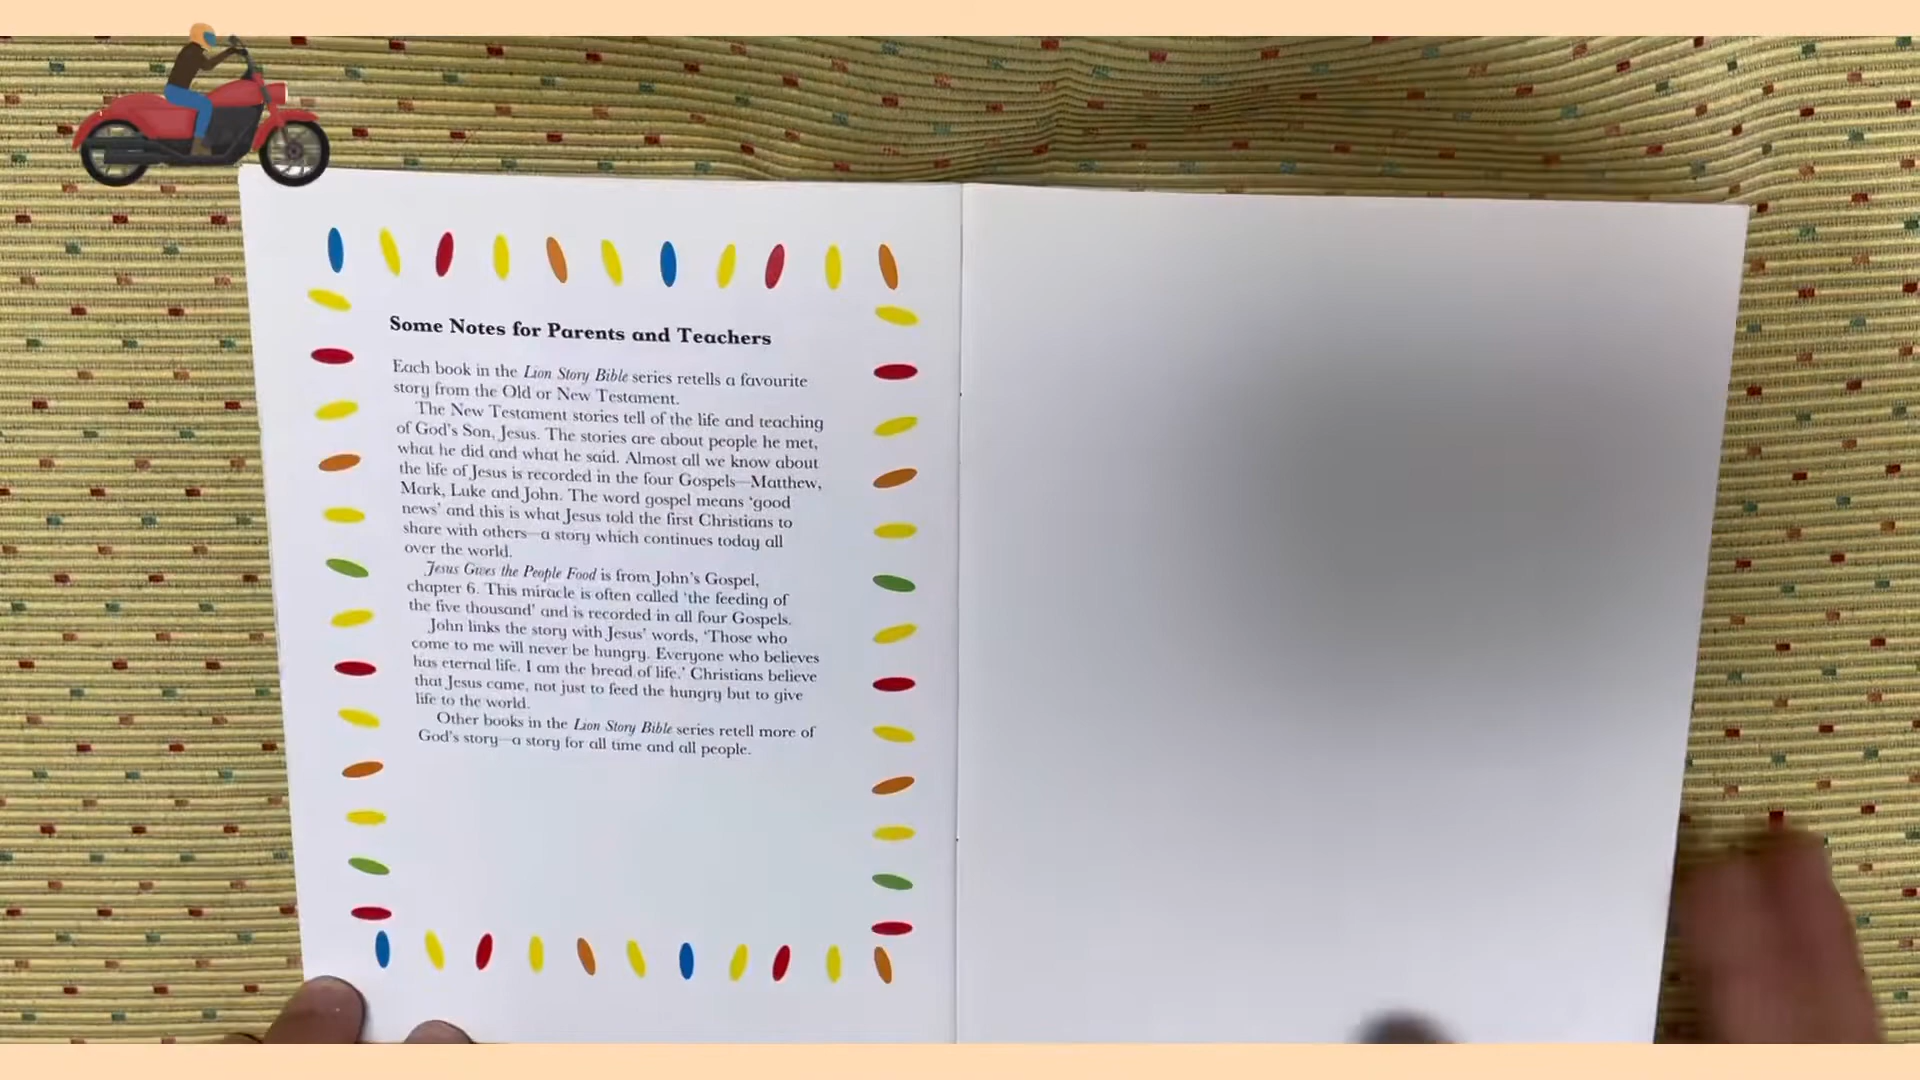 Some Notes for Parents and Teachers
Each book in the Lion Story Bible series retells a favourite
story from the Old or New Testament.
The New Testament stories tell of the life and teaching
of God's Son, Jesus. The stories are about people he met,
what he did and what he said. Almost all we know about
the life of Jesus is recorded in the four Gospels—Matthew,
Mark, Luke and John. The word gospel means ‘good
news’ and this is what Jesus told the first Christians to
share with others—a story which continues today all
over the world.
Jesus Gives the People Food is from John's Gospel,
chapter 6. This miracle is often called ‘the feeding of
the five thousand’ and is recorded in all four Gospels.
John links the story with Jesus’ words, ‘Those who
come to me will never be hungry. Everyone who believes
has eternal life. I am the bread of life.’ Christians believe
that Jesus came, not just to feed the hungry but to give
life to the world.
Other books in the Lion Story Bible series retell more of
God's story—a story for all time and all people.